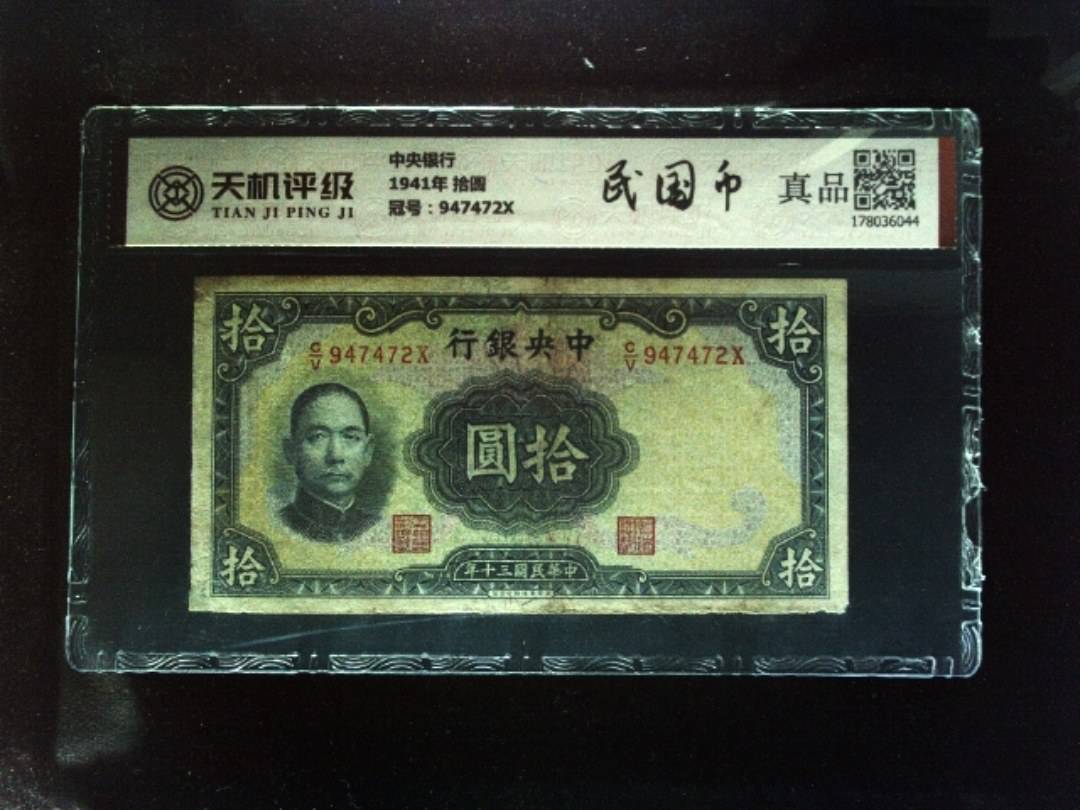 天机评级
TIAN JI PING JI
中央银行
1941年 拾圆
冠号：947472X
民国币
真品
178036044
拾
拾
行銀央中
C/V 947472X
C/V 947472X
圓拾
拾
拾
年十三國民華中